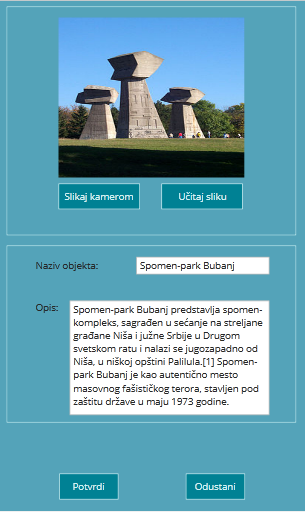 Slikaj kamerom
Učitaj sliku
Naziv objekta:
Spomen-park Bubanj
Opis:
Spomen-park Bubanj predstavlja spomen-
kompleks, sagrađen u sećanje na streljane
građane Niša i južne Srbije u Drugom
svetskom ratu i nalazi se jugozapadno od
Niša, u niškoj opštini Palilula.[1] Spomen-
park Bubanj je kao autentično mesto
masovnog fašističkog terora, stavljen pod
zaštitu države u maju 1973 godine.
Potvrdi
Odustani